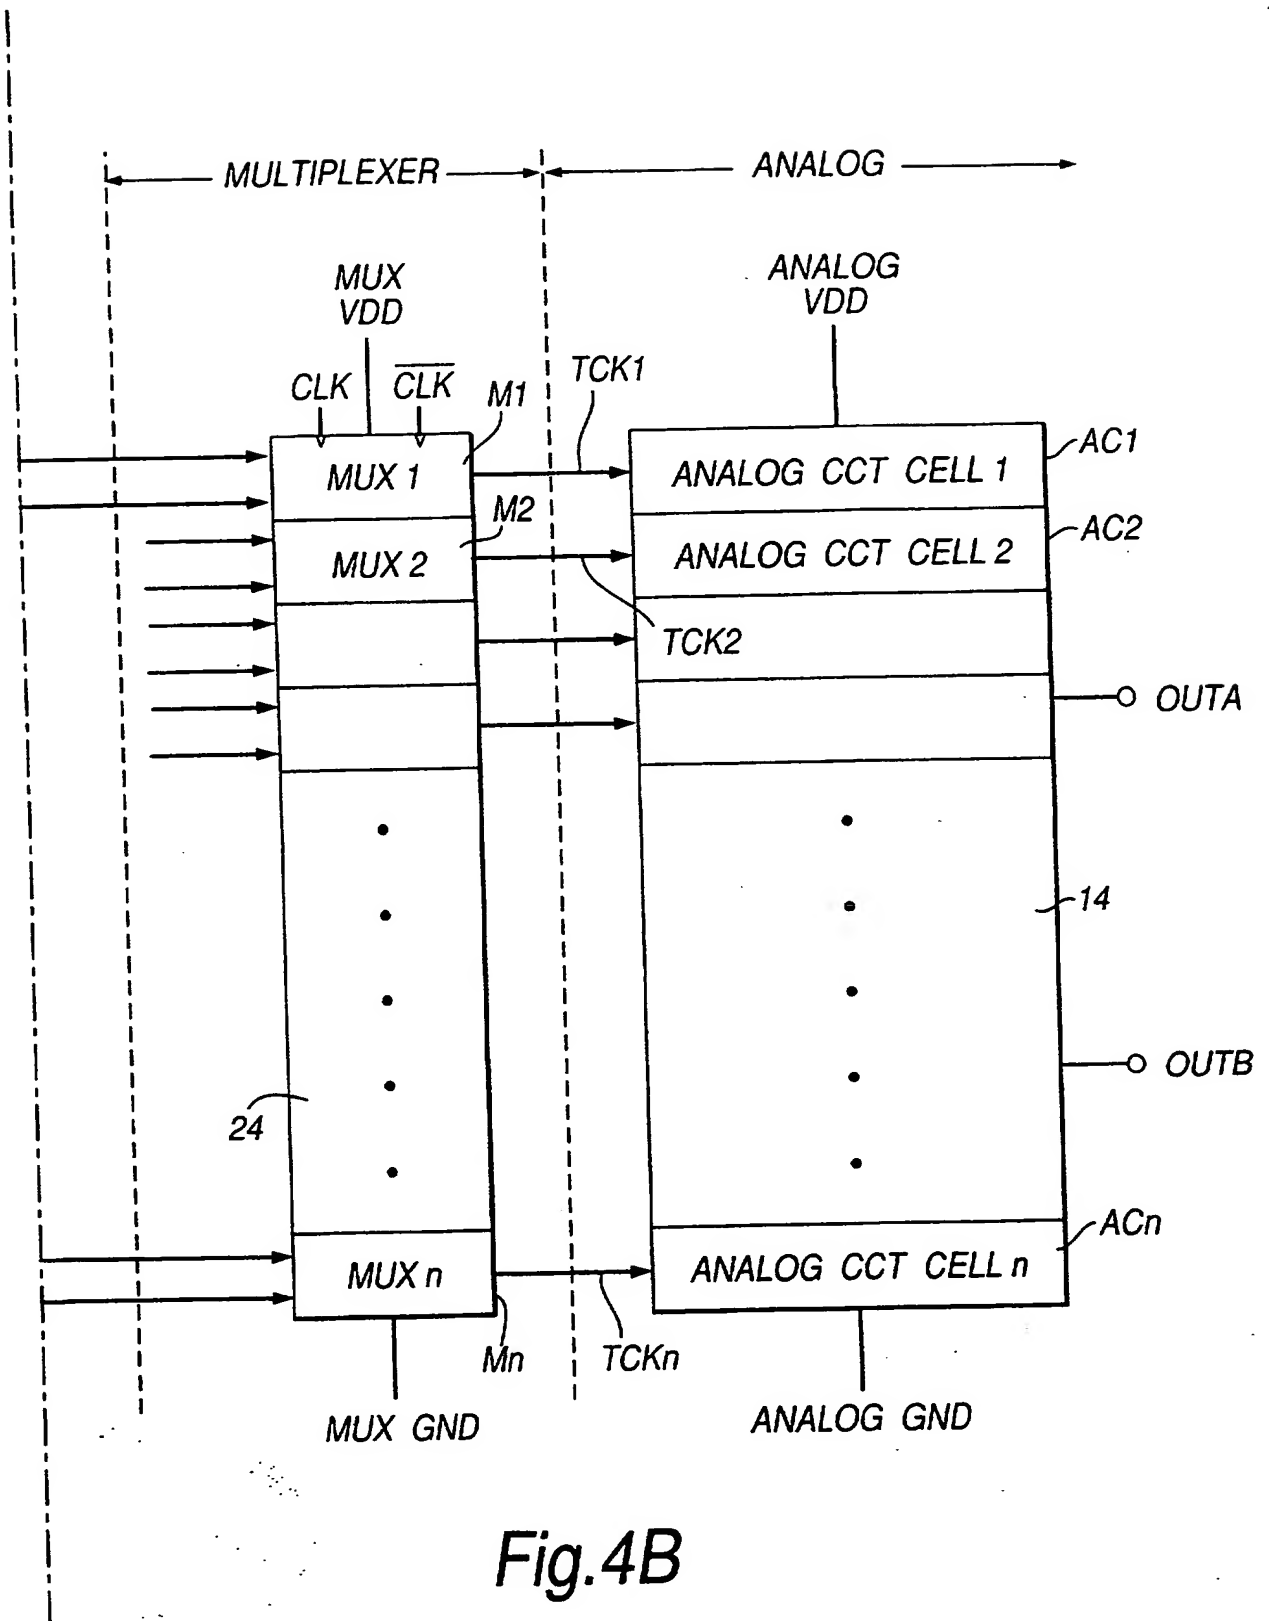 MULTIPLEXER
ANALOG
MUX
VDD
ANALOG
VDD
CLK
C̅L̅K̅
M1
TCK1
MUX 1
ANALOG CCT CELL 1
AC1
M2
MUX 2
ANALOG CCT CELL 2
AC2
TCK2
OUTA
14
OUTB
24
ACn
MUX n
ANALOG CCT CELL n
Mn
TCKn
MUX GND
ANALOG GND
Fig.4B